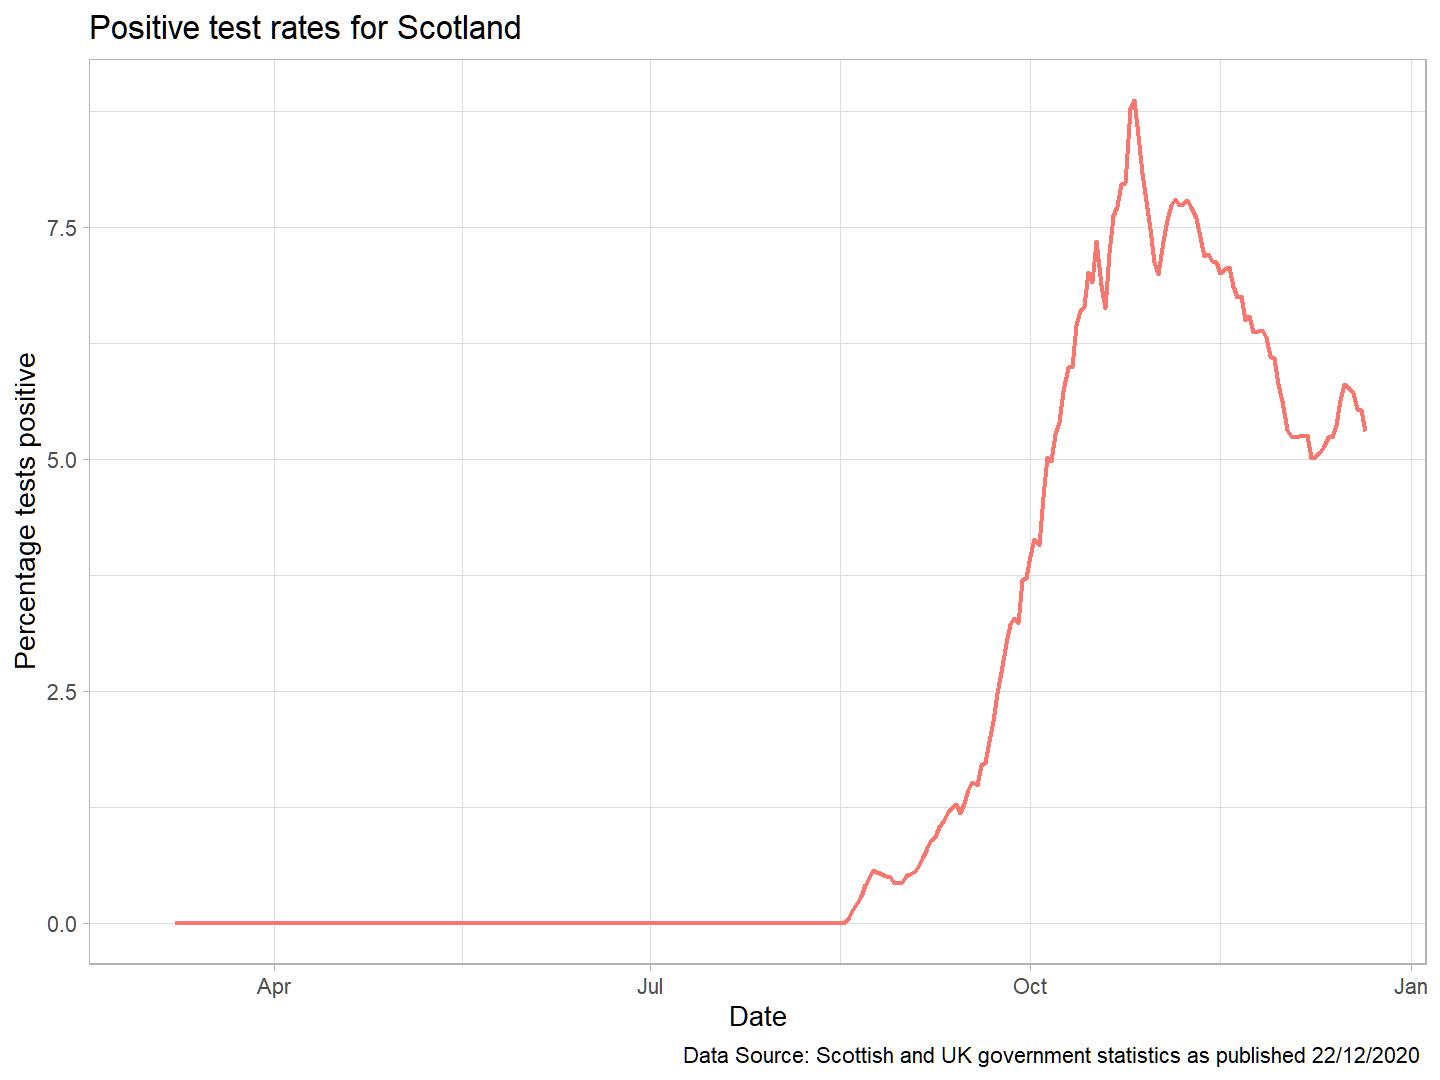 Positive test rates for Scotland
Percentage tests positive
7.5
5.0
2.5
0.0
Apr
Jul
Oct
Jan
Date
Data Source: Scottish and UK government statistics as published 22/12/2020